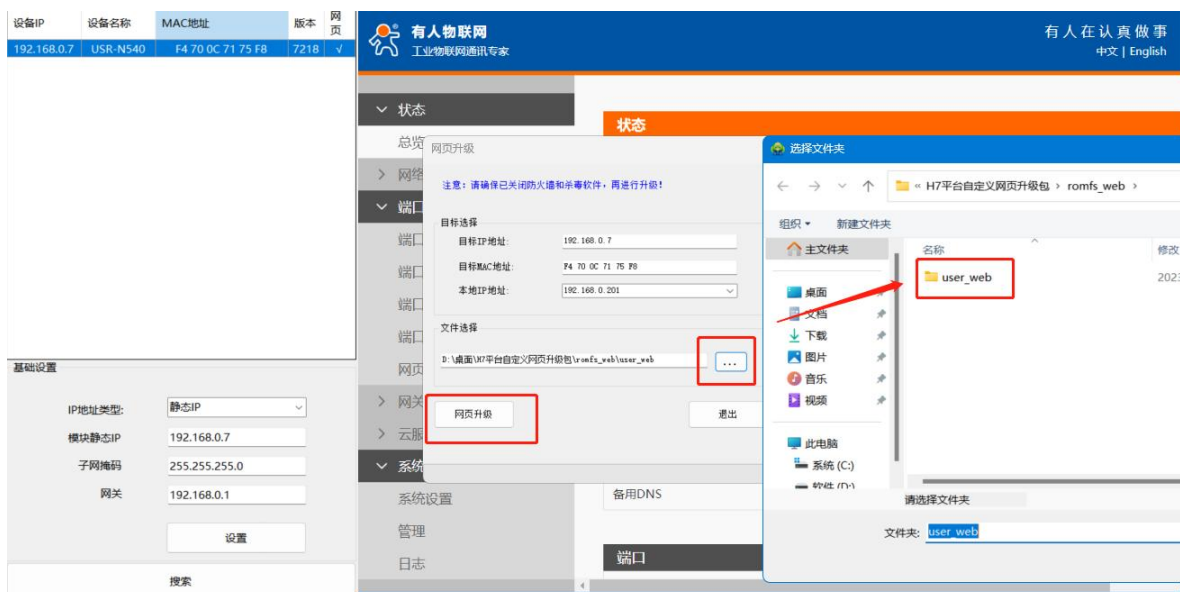 设备IP 设备名称 MAC地址 版本 网页
192.168.0.7 USR-N540 F4 70 0C 71 75 F8 7218 √
有人物联网
工业物联网通讯专家
有人在认真做事
中文 | English
状态
总览
网络
端口
端口
端口
端口
端口
网页
网关
云服
系统
系统设置
管理
日志
状态
备用DNS
端口
网页升级
注意：请确保已关闭防火墙和杀毒软件，再进行升级！
目标选择
目标IP地址: 192.168.0.7
目标MAC地址: F4 70 0C 71 75 F8
本地IP地址: 192.168.0.201
文件选择
D:\桌面\H7平台自定义网页升级包\romfs_web\user_web ...
网页升级 退出
选择文件夹
« H7平台自定义网页升级包 › romfs_web ›
组织 新建文件夹
主文件夹
桌面
文档
下载
图片
音乐
视频
此电脑
系统 (C:)
软件 (D:)
名称 修改
user_web 2023
请选择文件夹
文件夹: user_web
基础设置
IP地址类型: 静态IP
模块静态IP 192.168.0.7
子网掩码 255.255.255.0
网关 192.168.0.1
设置
搜索